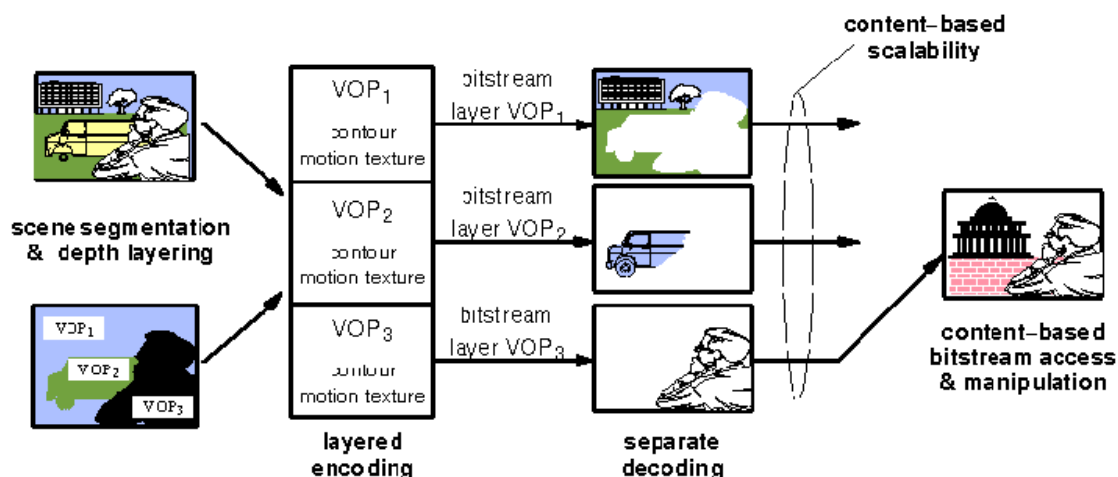 content–based
scalability
scene segmentation
& depth layering
VOP1
VOP2
VOP3
VOP1
contour
motion texture
VOP2
contour
motion texture
VOP3
contour
motion texture
layered
encoding
bitstream
layer VOP1
bitstream
layer VOP2
bitstream
layer VOP3
separate
decoding
content–based
bitstream access
& manipulation